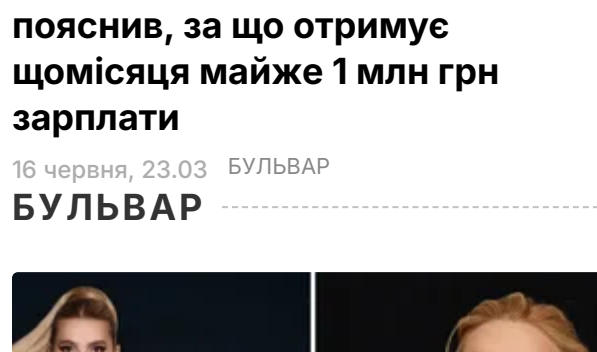 пояснив, за що отримує
щомісяця майже 1 млн грн
зарплати
16 червня, 23.03 БУЛЬВАР
БУЛЬВАР